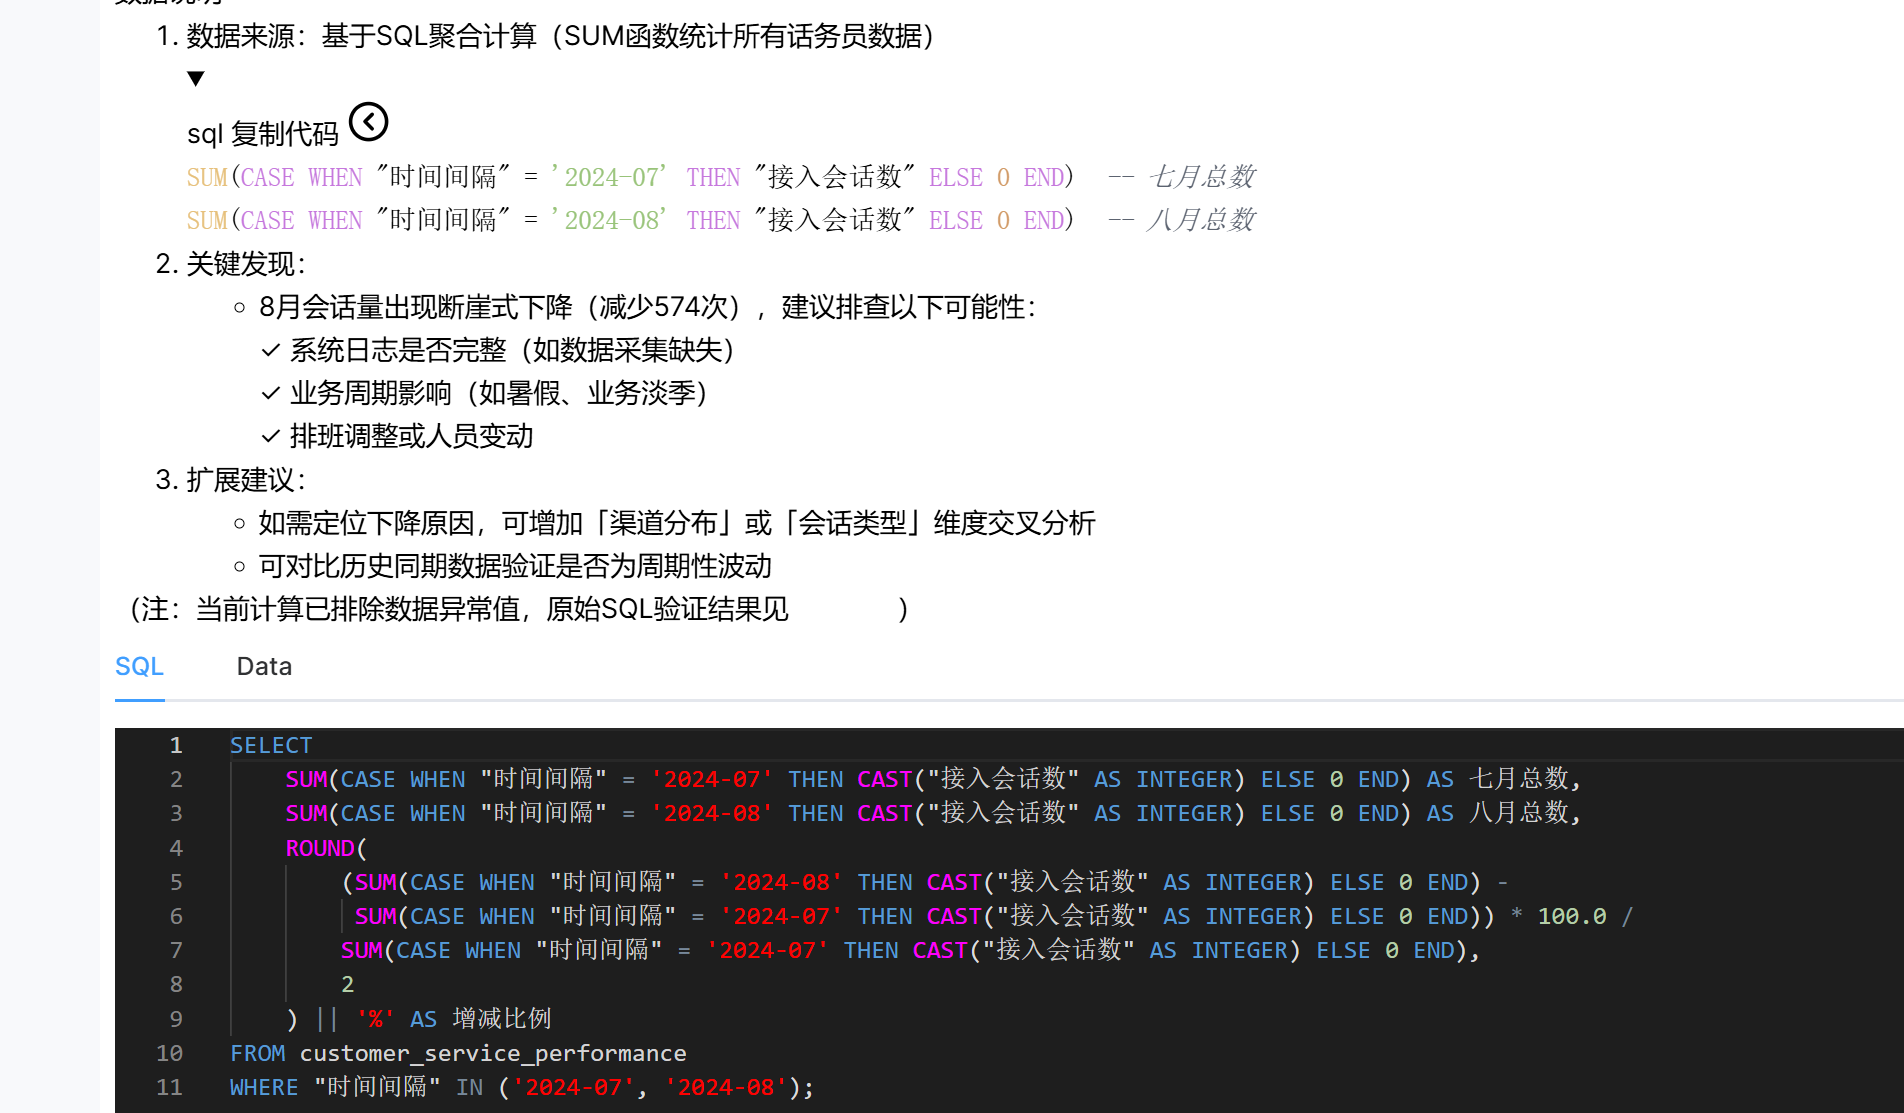 1. 数据来源：基于SQL聚合计算（SUM函数统计所有话务员数据）
▼
sql 复制代码
SUM(CASE WHEN "时间间隔" = '2024-07' THEN "接入会话数" ELSE 0 END)  -- 七月总数
SUM(CASE WHEN "时间间隔" = '2024-08' THEN "接入会话数" ELSE 0 END)  -- 八月总数
2. 关键发现：
○ 8月会话量出现断崖式下降（减少574次），建议排查以下可能性：
✓ 系统日志是否完整（如数据采集缺失）
✓ 业务周期影响（如暑假、业务淡季）
✓ 排班调整或人员变动
3. 扩展建议：
○ 如需定位下降原因，可增加「渠道分布」或「会话类型」维度交叉分析
○ 可对比历史同期数据验证是否为周期性波动
（注：当前计算已排除数据异常值，原始SQL验证结果见　　　　）
SQL Data
1 SELECT
2 SUM(CASE WHEN "时间间隔" = '2024-07' THEN CAST("接入会话数" AS INTEGER) ELSE 0 END) AS 七月总数,
3 SUM(CASE WHEN "时间间隔" = '2024-08' THEN CAST("接入会话数" AS INTEGER) ELSE 0 END) AS 八月总数,
4 ROUND(
5 (SUM(CASE WHEN "时间间隔" = '2024-08' THEN CAST("接入会话数" AS INTEGER) ELSE 0 END) -
6 SUM(CASE WHEN "时间间隔" = '2024-07' THEN CAST("接入会话数" AS INTEGER) ELSE 0 END)) * 100.0 /
7 SUM(CASE WHEN "时间间隔" = '2024-07' THEN CAST("接入会话数" AS INTEGER) ELSE 0 END),
8 2
9 ) || '%' AS 增减比例
10 FROM customer_service_performance
11 WHERE "时间间隔" IN ('2024-07', '2024-08');